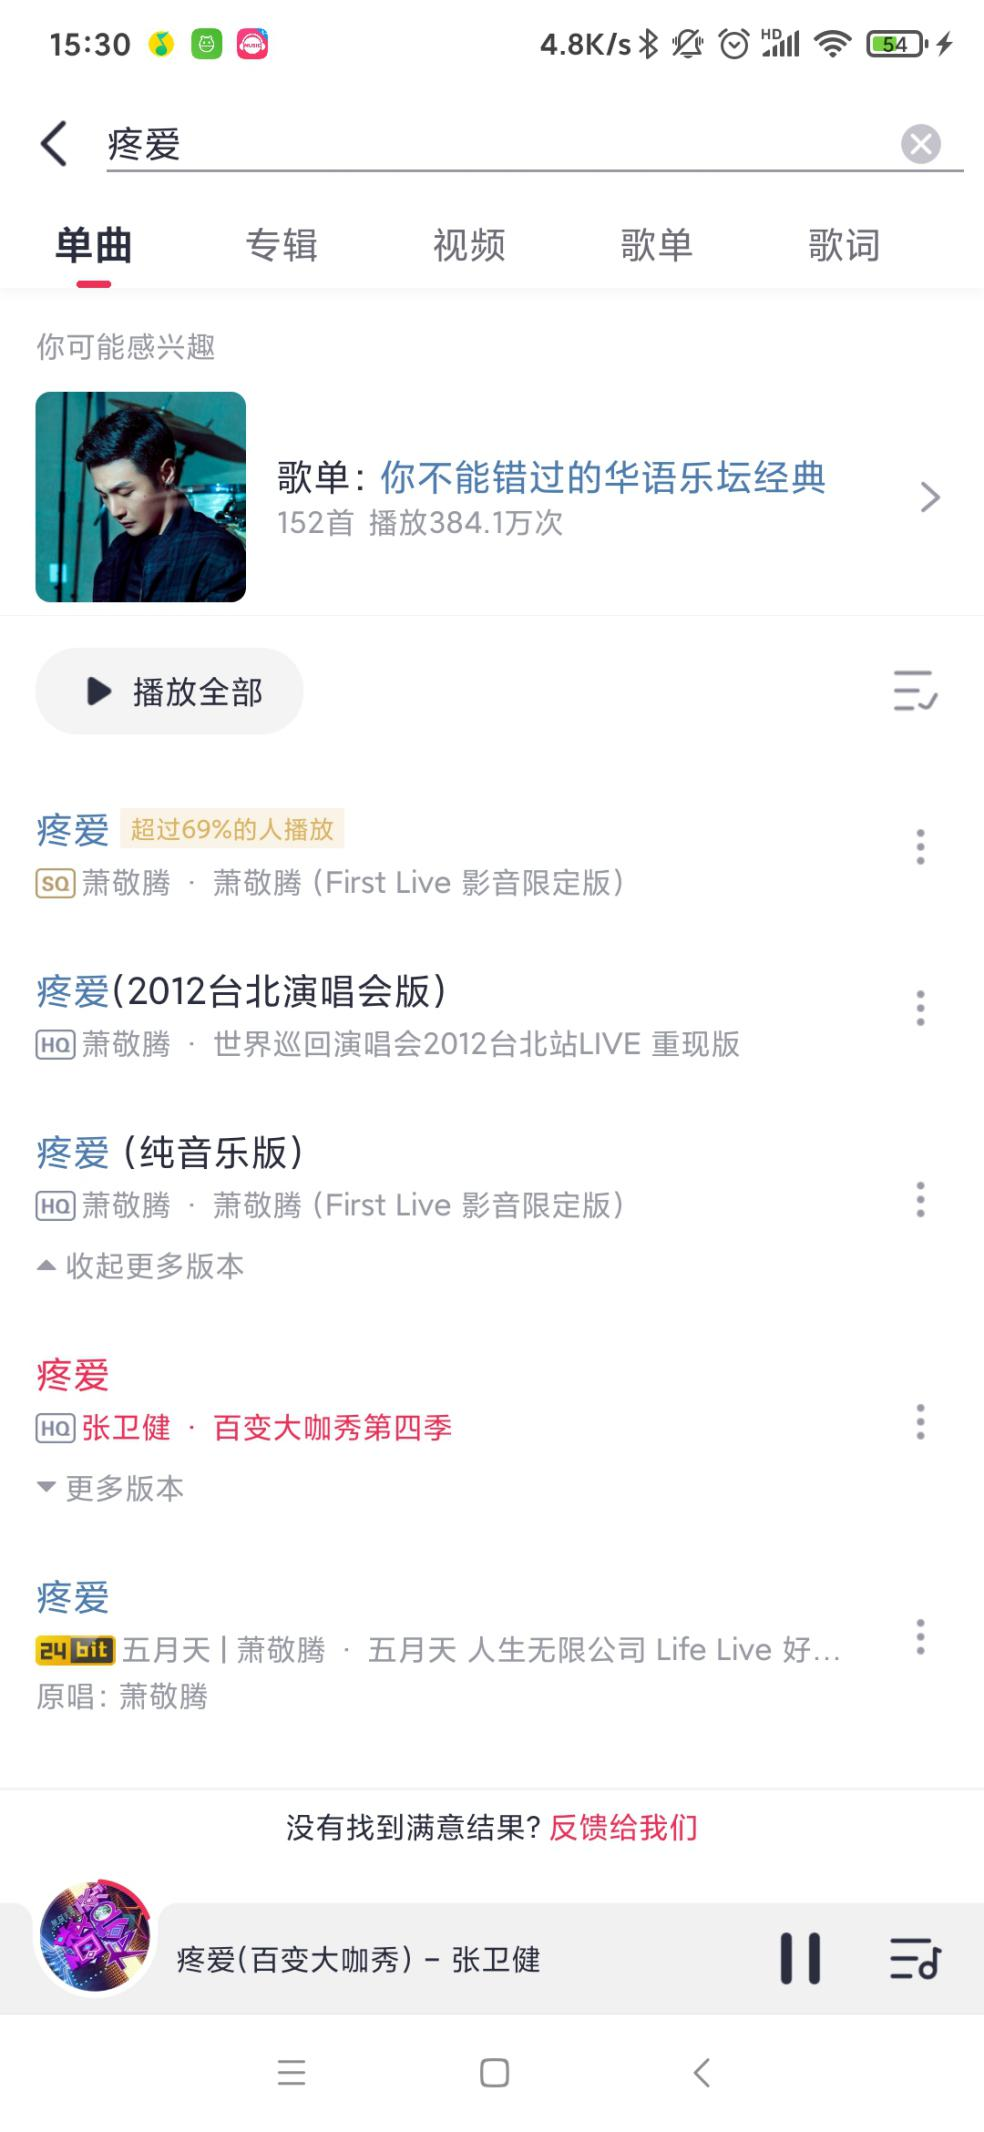 15:30 4.8K/s HD 54
疼爱
单曲 专辑 视频 歌单 歌词
你可能感兴趣
歌单：你不能错过的华语乐坛经典
152首 播放384.1万次
播放全部
疼爱 超过69%的人播放
SQ 萧敬腾 · 萧敬腾 (First Live 影音限定版)
疼爱(2012台北演唱会版)
HQ 萧敬腾 · 世界巡回演唱会2012台北站LIVE 重现版
疼爱 (纯音乐版)
HQ 萧敬腾 · 萧敬腾 (First Live 影音限定版)
收起更多版本
疼爱
HQ 张卫健 · 百变大咖秀第四季
更多版本
疼爱
24 bit 五月天 | 萧敬腾 · 五月天 人生无限公司 Life Live 好...
原唱：萧敬腾
没有找到满意结果? 反馈给我们
疼爱(百变大咖秀) – 张卫健